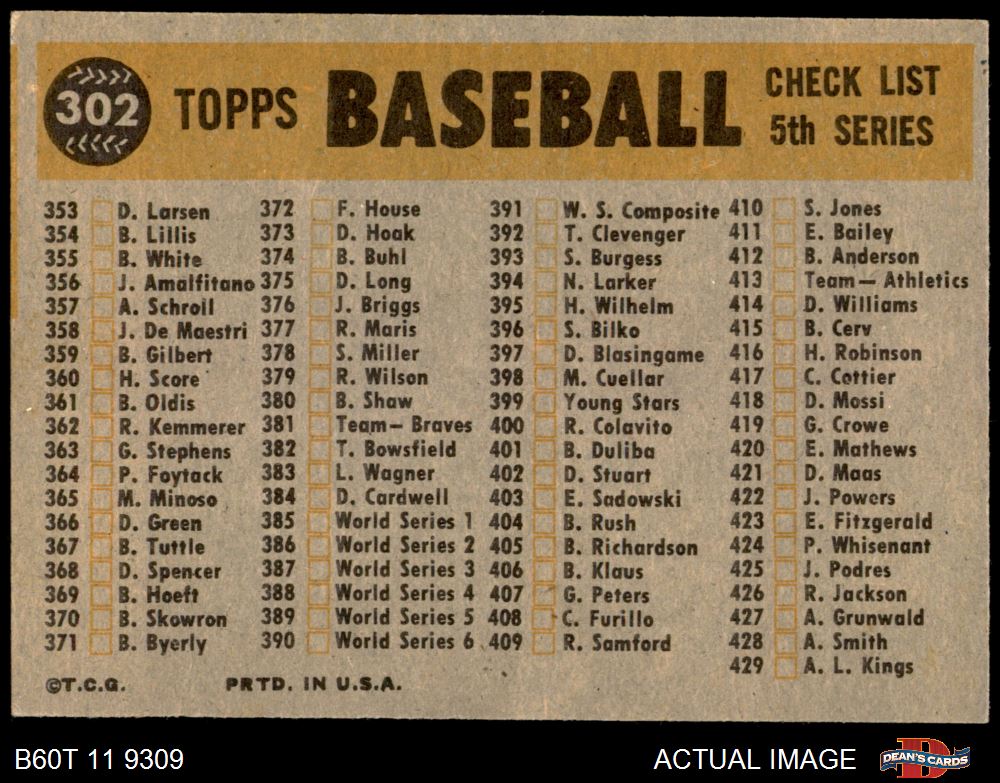 302 TOPPS BASEBALL CHECK LIST
5th SERIES
353 D. Larsen
354 B. Lillis
355 B. White
356 J. Amalfitano
357 A. Schroll
358 J. De Maestri
359 B. Gilbert
360 H. Score
361 B. Oldis
362 R. Kemmerer
363 G. Stephens
364 P. Foytack
365 M. Minoso
366 D. Green
367 B. Tuttle
368 D. Spencer
369 B. Hoeft
370 B. Skowron
371 B. Byerly
372 F. House
373 D. Hoak
374 B. Buhl
375 D. Long
376 J. Briggs
377 R. Maris
378 S. Miller
379 R. Wilson
380 B. Shaw
381 Team— Braves
382 T. Bowsfield
383 L. Wagner
384 D. Cardwell
385 World Series 1
386 World Series 2
387 World Series 3
388 World Series 4
389 World Series 5
390 World Series 6
391 W. S. Composite
392 T. Clevenger
393 S. Burgess
394 N. Larker
395 H. Wilhelm
396 S. Bilko
397 D. Blasingame
398 M. Cuellar
399 Young Stars
400 R. Colavito
401 B. Duliba
402 D. Stuart
403 E. Sadowski
404 B. Rush
405 B. Richardson
406 B. Klaus
407 G. Peters
408 C. Furillo
409 R. Samford
410 S. Jones
411 E. Bailey
412 B. Anderson
413 Team— Athletics
414 D. Williams
415 B. Cerv
416 H. Robinson
417 C. Cottier
418 D. Mossi
419 G. Crowe
420 E. Mathews
421 D. Maas
422 J. Powers
423 E. Fitzgerald
424 P. Whisenant
425 J. Podres
426 R. Jackson
427 A. Grunwald
428 A. Smith
429 A. L. Kings
©T.C.G. PRTD. IN U.S.A.
B60T 11 9309 ACTUAL IMAGE DEAN'S CARDS